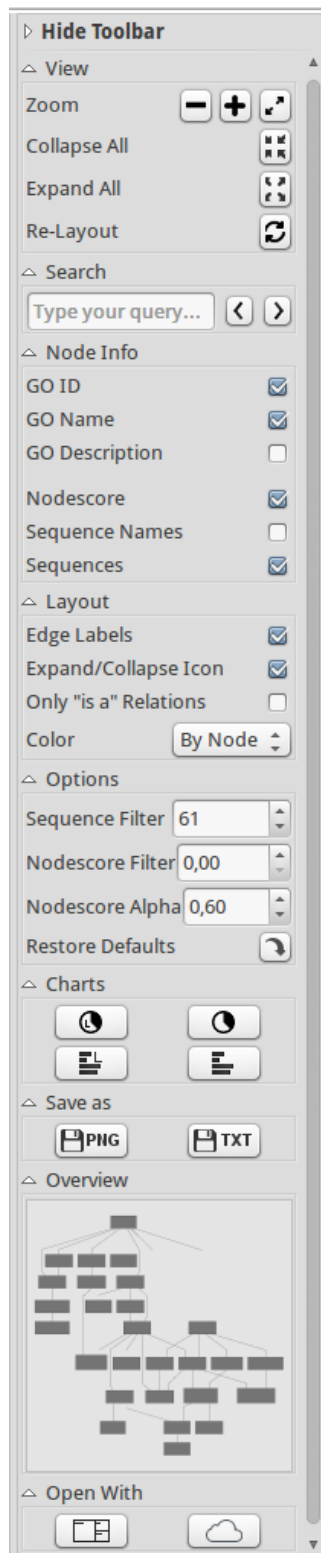 Hide Toolbar
View
Zoom
Collapse All
Expand All
Re-Layout
Search
Type your query...
Node Info
GO ID
GO Name
GO Description
Nodescore
Sequence Names
Sequences
Layout
Edge Labels
Expand/Collapse Icon
Only "is a" Relations
Color By Node
Options
Sequence Filter 61
Nodescore Filter 0,00
Nodescore Alpha 0,60
Restore Defaults
Charts
L
L
Save as
PNG TXT
Overview
Open With